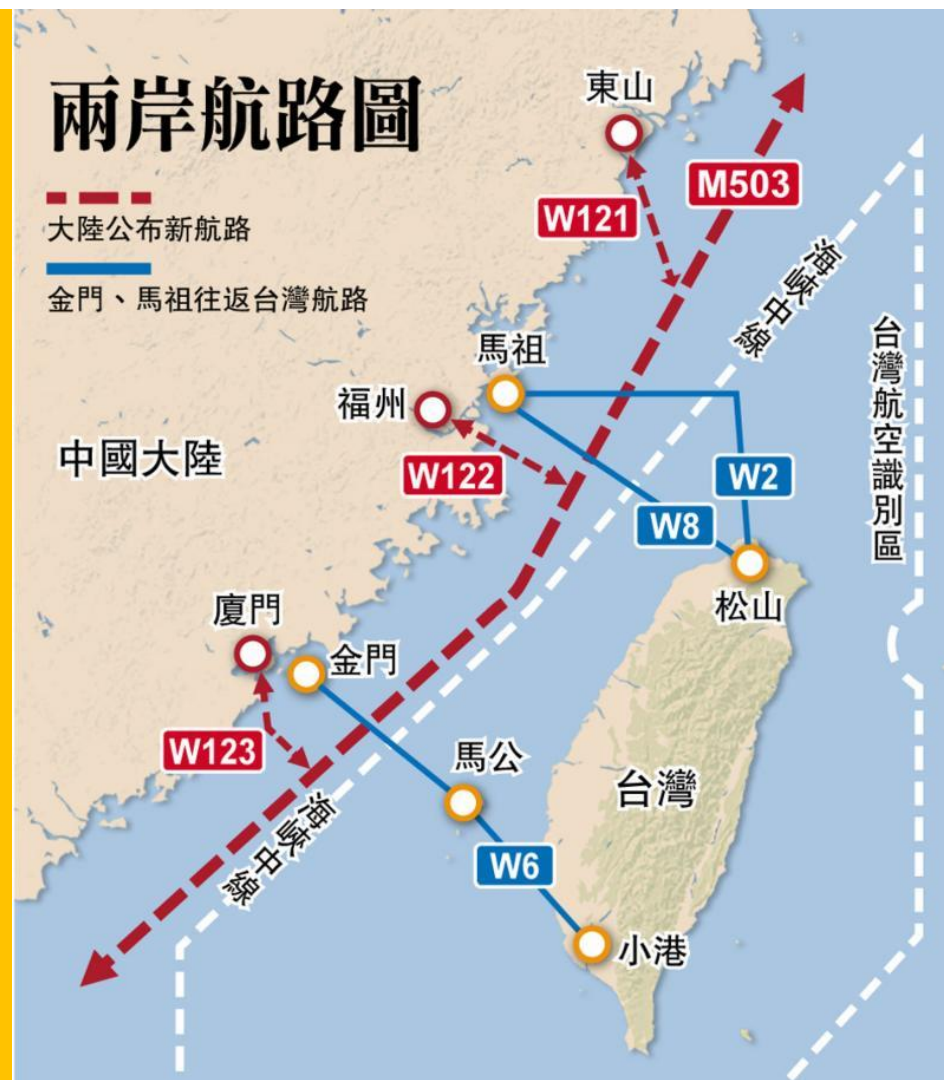 兩岸航路圖
大陸公布新航路
金門、馬祖往返台灣航路
東山
M503
W121
海峽中線
馬祖
台灣航空識別區
福州
中國大陸
W122
W2
W8
松山
廈門
金門
W123
馬公
台灣
海峽中線
W6
小港